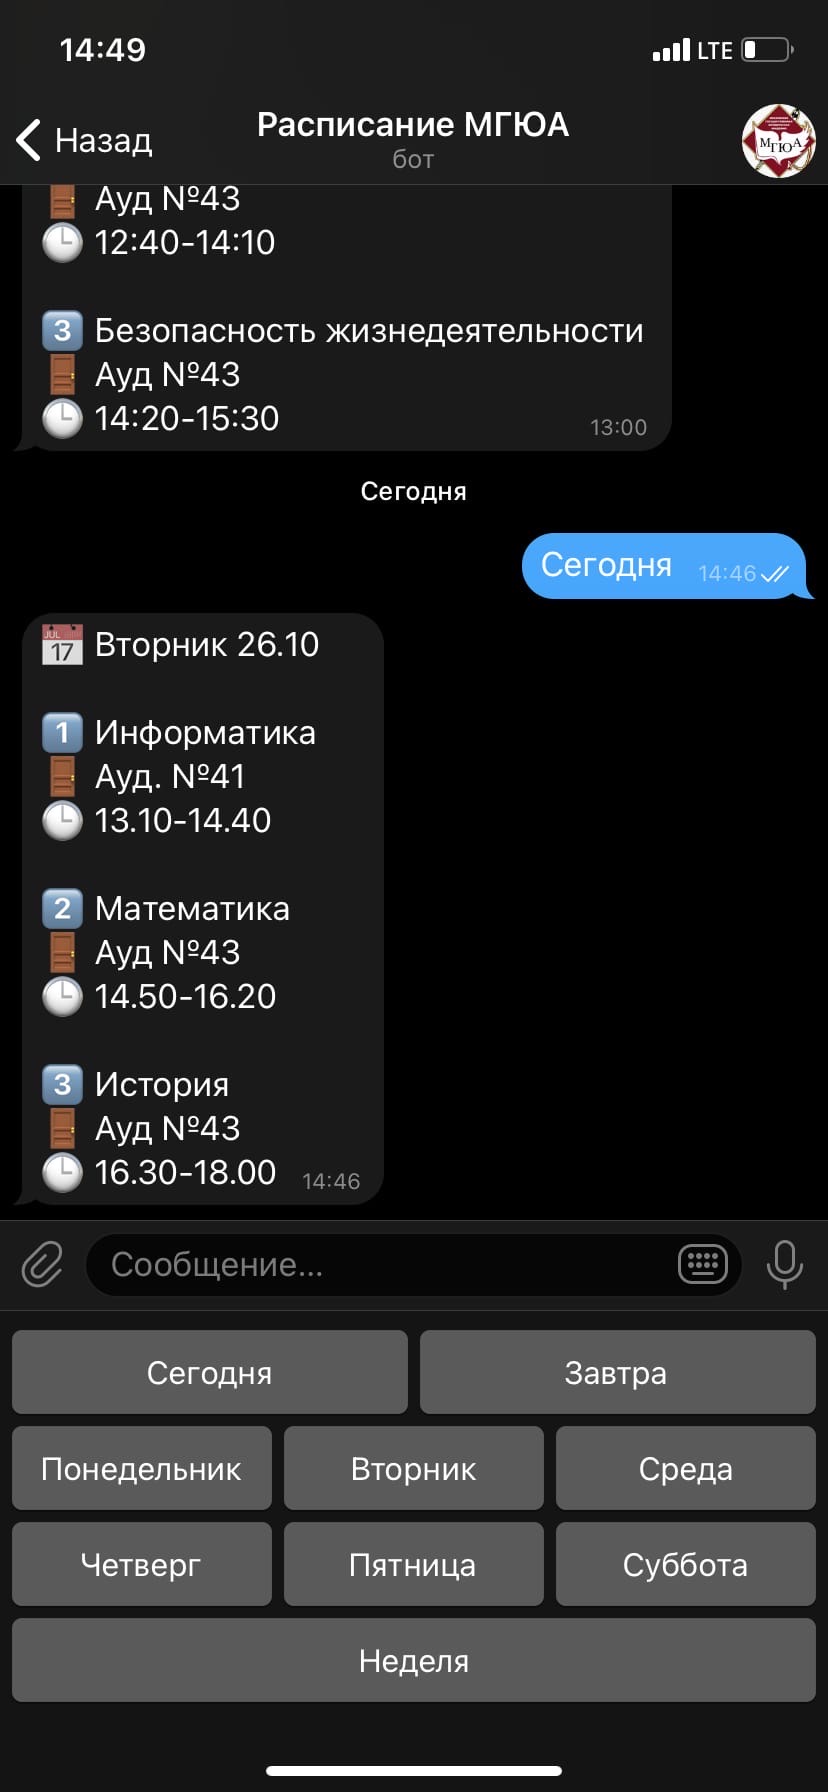 14:49
LTE
Назад
Расписание МГЮА
бот
МГЮА
Ауд №43
12:40-14:10
3 Безопасность жизнедеятельности
Ауд №43
14:20-15:30
13:00
Сегодня
Сегодня 14:46
JUL 17 Вторник 26.10
1 Информатика
Ауд. №41
13.10-14.40
2 Математика
Ауд №43
14.50-16.20
3 История
Ауд №43
16.30-18.00 14:46
Сообщение...
Сегодня Завтра
Понедельник Вторник Среда
Четверг Пятница Суббота
Неделя